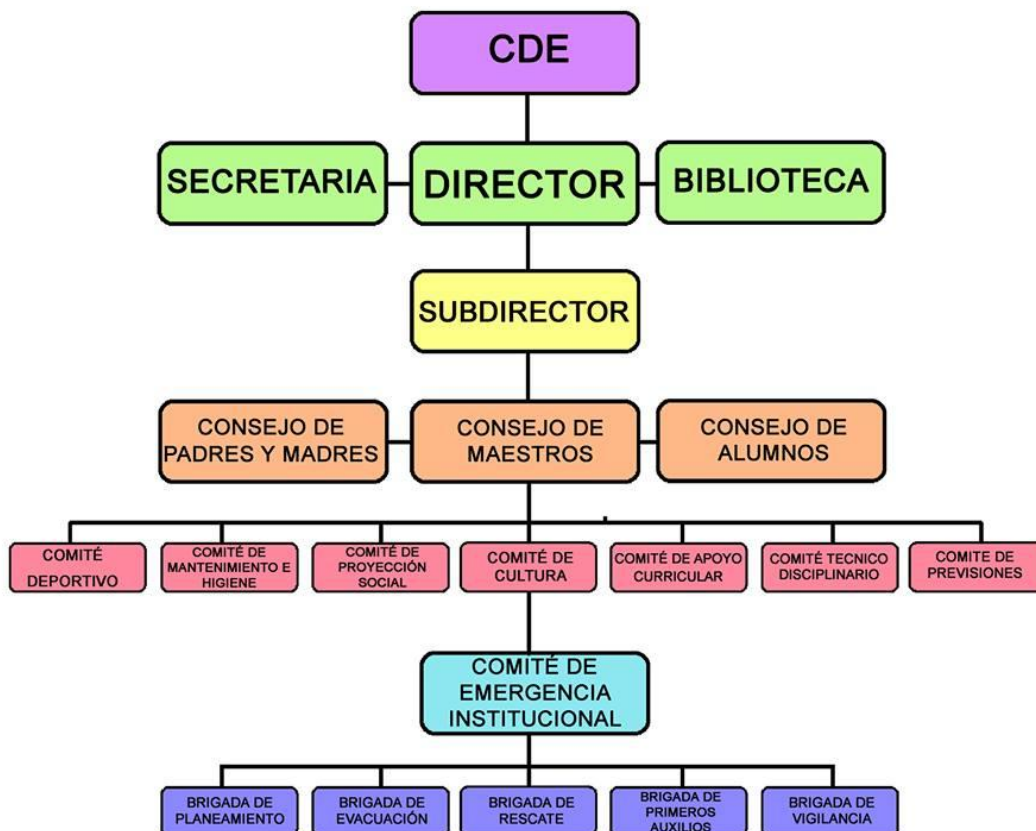 CDE
SECRETARIA
DIRECTOR
BIBLIOTECA
SUBDIRECTOR
CONSEJO DE
PADRES Y MADRES
CONSEJO DE
MAESTROS
CONSEJO DE
ALUMNOS
COMITÉ
DEPORTIVO
COMITÉ DE
MANTENIMIENTO E
HIGIENE
COMITÉ DE
PROYECCIÓN
SOCIAL
COMITÉ DE
CULTURA
COMITÉ DE APOYO
CURRICULAR
COMITÉ TECNICO
DISCIPLINARIO
COMITE DE
PREVISIONES
COMITÉ DE
EMERGENCIA
INSTITUCIONAL
BRIGADA DE
PLANEAMIENTO
BRIGADA DE
EVACUACIÓN
BRIGADA DE
RESCATE
BRIGADA DE
PRIMEROS
AUXILIOS
BRIGADA DE
VIGILANCIA